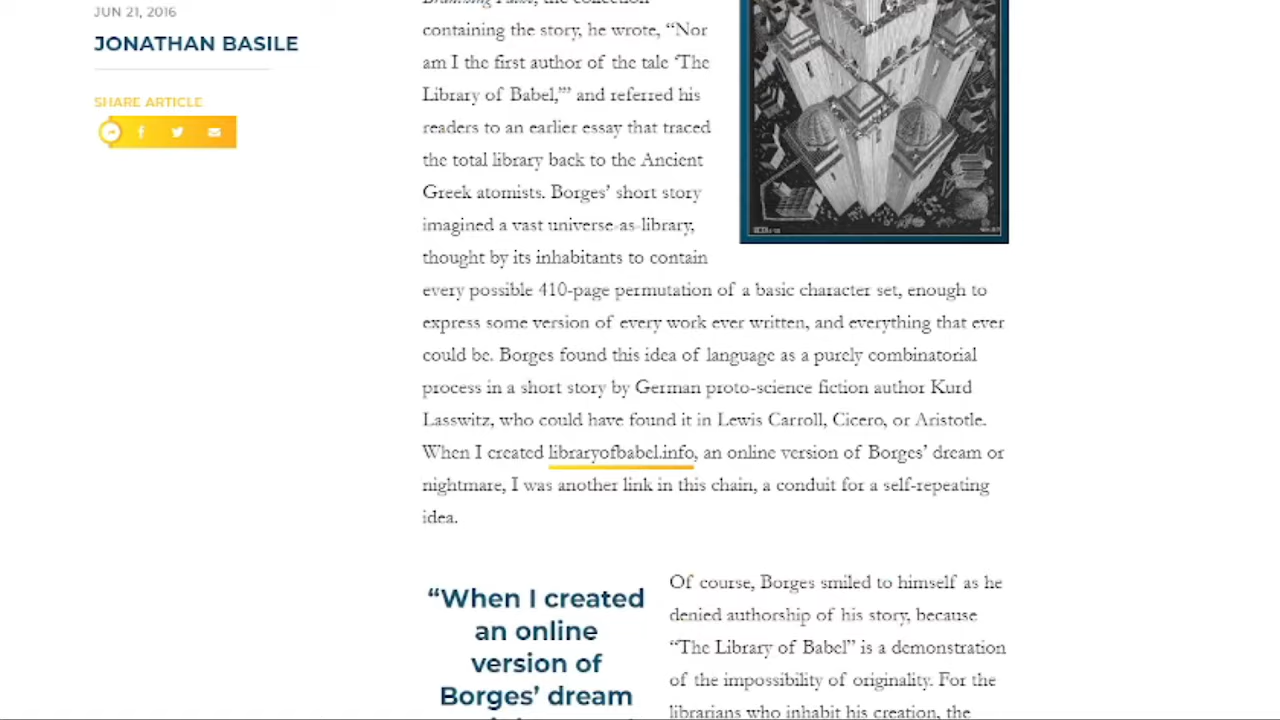 JUN 21, 2016
JONATHAN BASILE
SHARE ARTICLE
containing the story, he wrote, “Nor
am I the first author of the tale ‘The
Library of Babel,’” and referred his
readers to an earlier essay that traced
the total library back to the Ancient
Greek atomists. Borges’ short story
imagined a vast universe-as-library,
thought by its inhabitants to contain
every possible 410-page permutation of a basic character set, enough to
express some version of every work ever written, and everything that ever
could be. Borges found this idea of language as a purely combinatorial
process in a short story by German proto-science fiction author Kurd
Lasswitz, who could have found it in Lewis Carroll, Cicero, or Aristotle.
When I created libraryofbabel.info, an online version of Borges’ dream or
nightmare, I was another link in this chain, a conduit for a self-repeating
idea.
“When I created
an online
version of
Borges’ dream
Of course, Borges smiled to himself as he
denied authorship of his story, because
“The Library of Babel” is a demonstration
of the impossibility of originality. For the
librarians who inhabit his creation, the